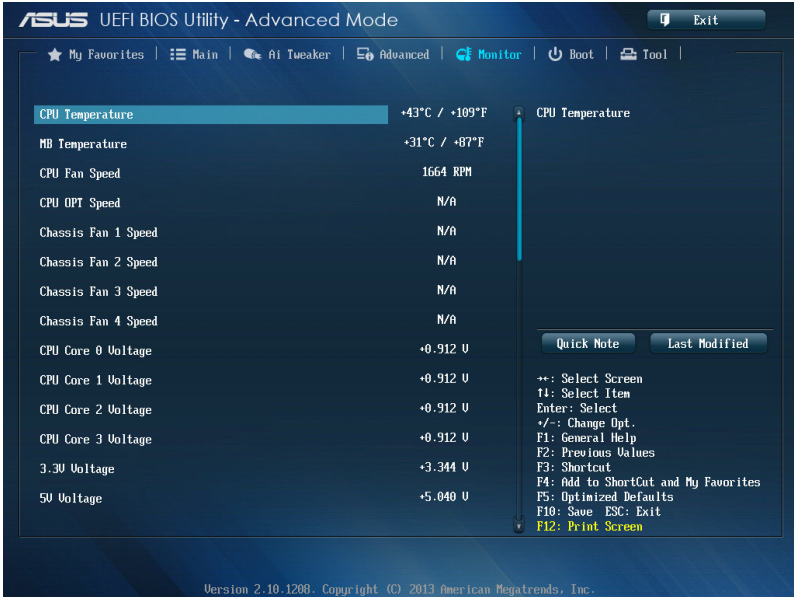 ASUS UEFI BIOS Utility - Advanced Mode
Exit
My Favorites | Main | Ai Tweaker | Advanced | Monitor | Boot | Tool |
CPU Temperature +43°C / +109°F
MB Temperature +31°C / +87°F
CPU Fan Speed 1664 RPM
CPU OPT Speed N/A
Chassis Fan 1 Speed N/A
Chassis Fan 2 Speed N/A
Chassis Fan 3 Speed N/A
Chassis Fan 4 Speed N/A
CPU Core 0 Voltage +0.912 V
CPU Core 1 Voltage +0.912 V
CPU Core 2 Voltage +0.912 V
CPU Core 3 Voltage +0.912 V
3.3V Voltage +3.344 V
5V Voltage +5.040 V
CPU Temperature
Quick Note
Last Modified
→←: Select Screen
↑↓: Select Item
Enter: Select
+/-: Change Opt.
F1: General Help
F2: Previous Values
F3: Shortcut
F4: Add to ShortCut and My Favorites
F5: Optimized Defaults
F10: Save ESC: Exit
F12: Print Screen
Version 2.10.1208. Copyright (C) 2013 American Megatrends, Inc.